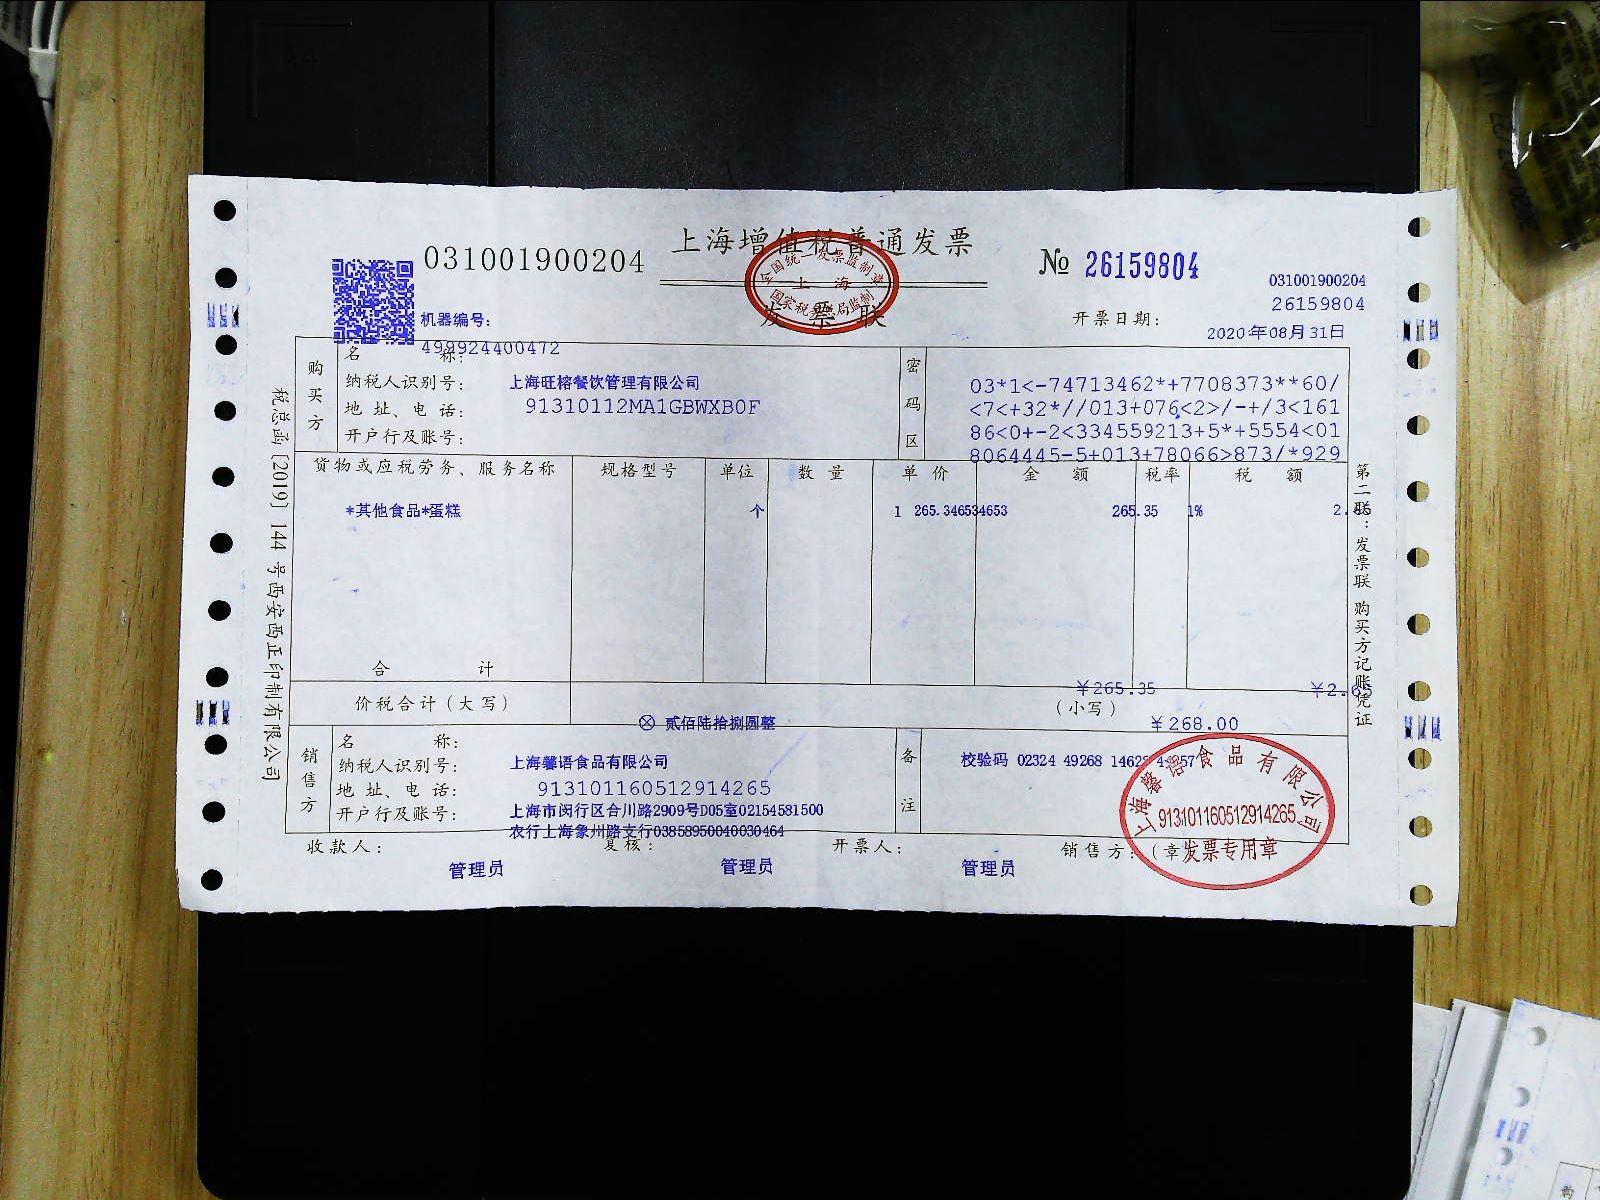 上海增值税普通发票
发票联
全国统一发票监制章
上海
国家税务总局监制
031001900204
№ 26159804
031001900204
26159804
机器编号:
499924400472
开票日期:
2020年08月31日
购买方
名称:
纳税人识别号: 上海旺榕餐饮管理有限公司
地址、电话: 91310112MA1GBWXB0F
开户行及账号:
密码区
03*1<-74713462*+7708373**60/
<7<+32*//013+076<2>/-+/3<161
86<0+-2<334559213+5*+5554<01
8064445-5+013+78066>873/*929
货物或应税劳务、服务名称 规格型号 单位 数量 单价 金额 税率 税额
*其他食品*蛋糕 个 1 265.346534653 265.35 1% 2.65
合计 ¥265.35 ¥2.65
价税合计(大写) ⊗ 贰佰陆拾捌圆整 (小写) ¥268.00
销售方
名称:
纳税人识别号: 上海馨语食品有限公司
地址、电话: 913101160512914265
开户行及账号: 上海市闵行区合川路2909号D05室02154581500
农行上海象州路支行03858950040030464
备注
校验码 02324 49268 1462
上海馨语食品有限公司
913101160512914265
发票专用章
收款人: 管理员
复核: 管理员
开票人: 管理员
销售方:(章
税总函[2019] 144 号西安西正印制有限公司
第二联:发票联 购买方记账凭证